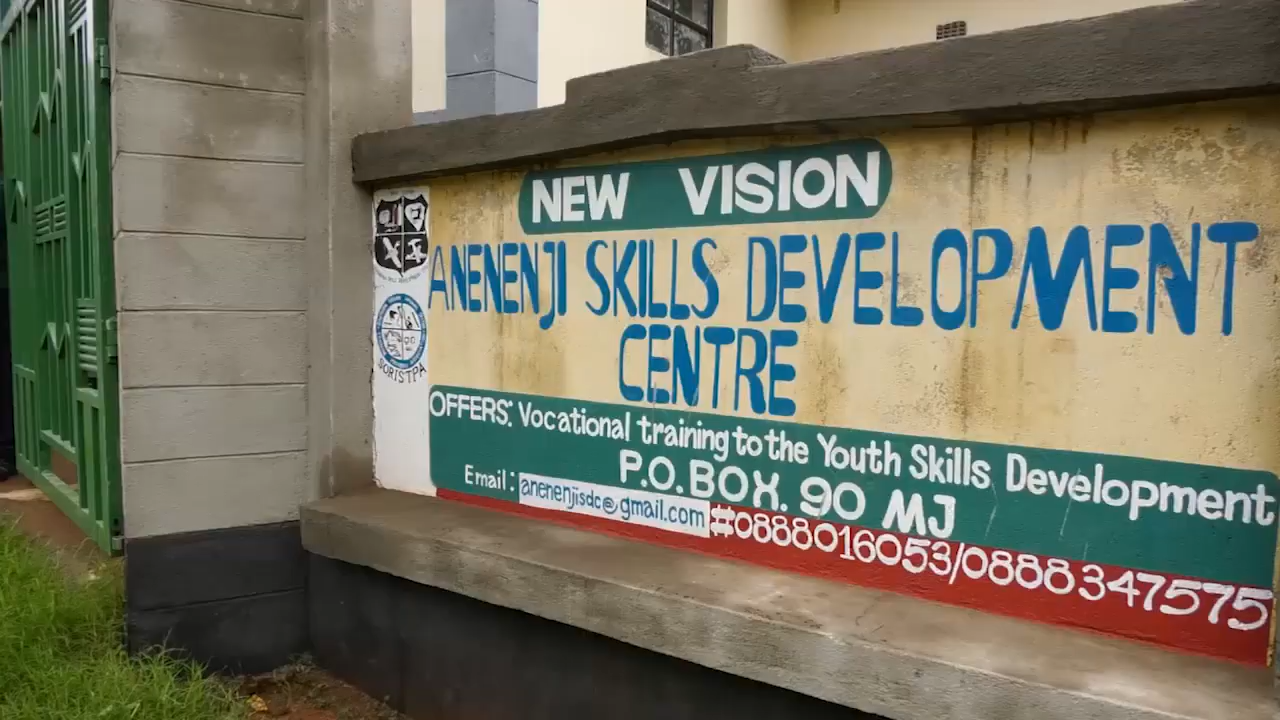 NEW VISION
ANENENJI SKILLS DEVELOPMENT
CENTRE
SORISTPA
OFFERS: Vocational training to the Youth Skills Development
P.O. BOX. 90 MJ
Email: anenenjisdc@gmail.com
#0888016053/0888347575